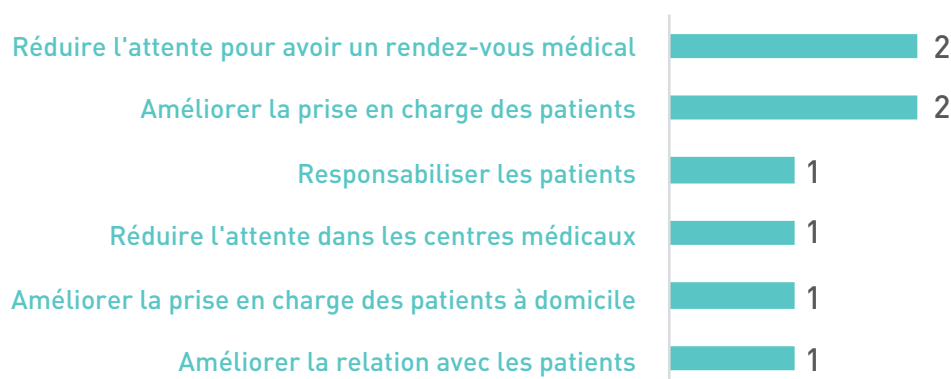 Réduire l'attente pour avoir un rendez-vous médical 2
Améliorer la prise en charge des patients 2
Responsabiliser les patients 1
Réduire l'attente dans les centres médicaux 1
Améliorer la prise en charge des patients à domicile 1
Améliorer la relation avec les patients 1